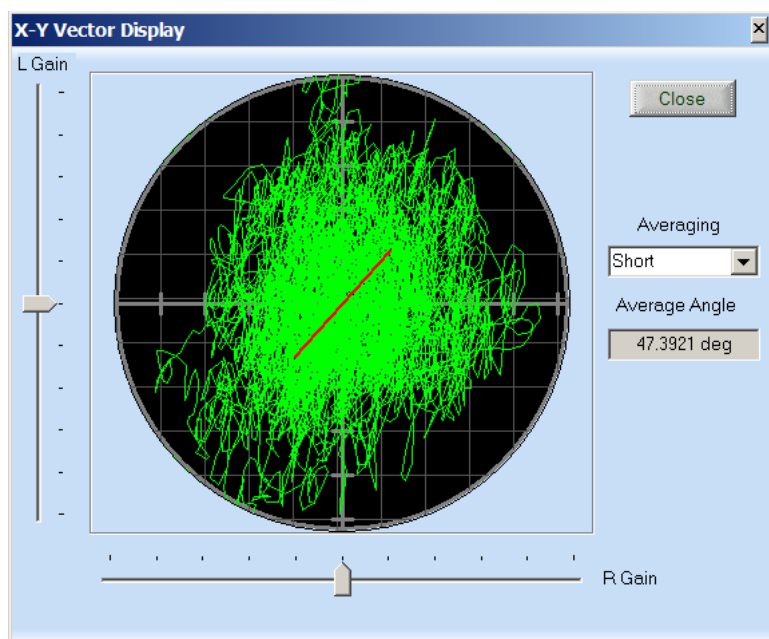 X-Y Vector Display
L Gain
Close
Averaging
Short
Average Angle
47.3921 deg
R Gain